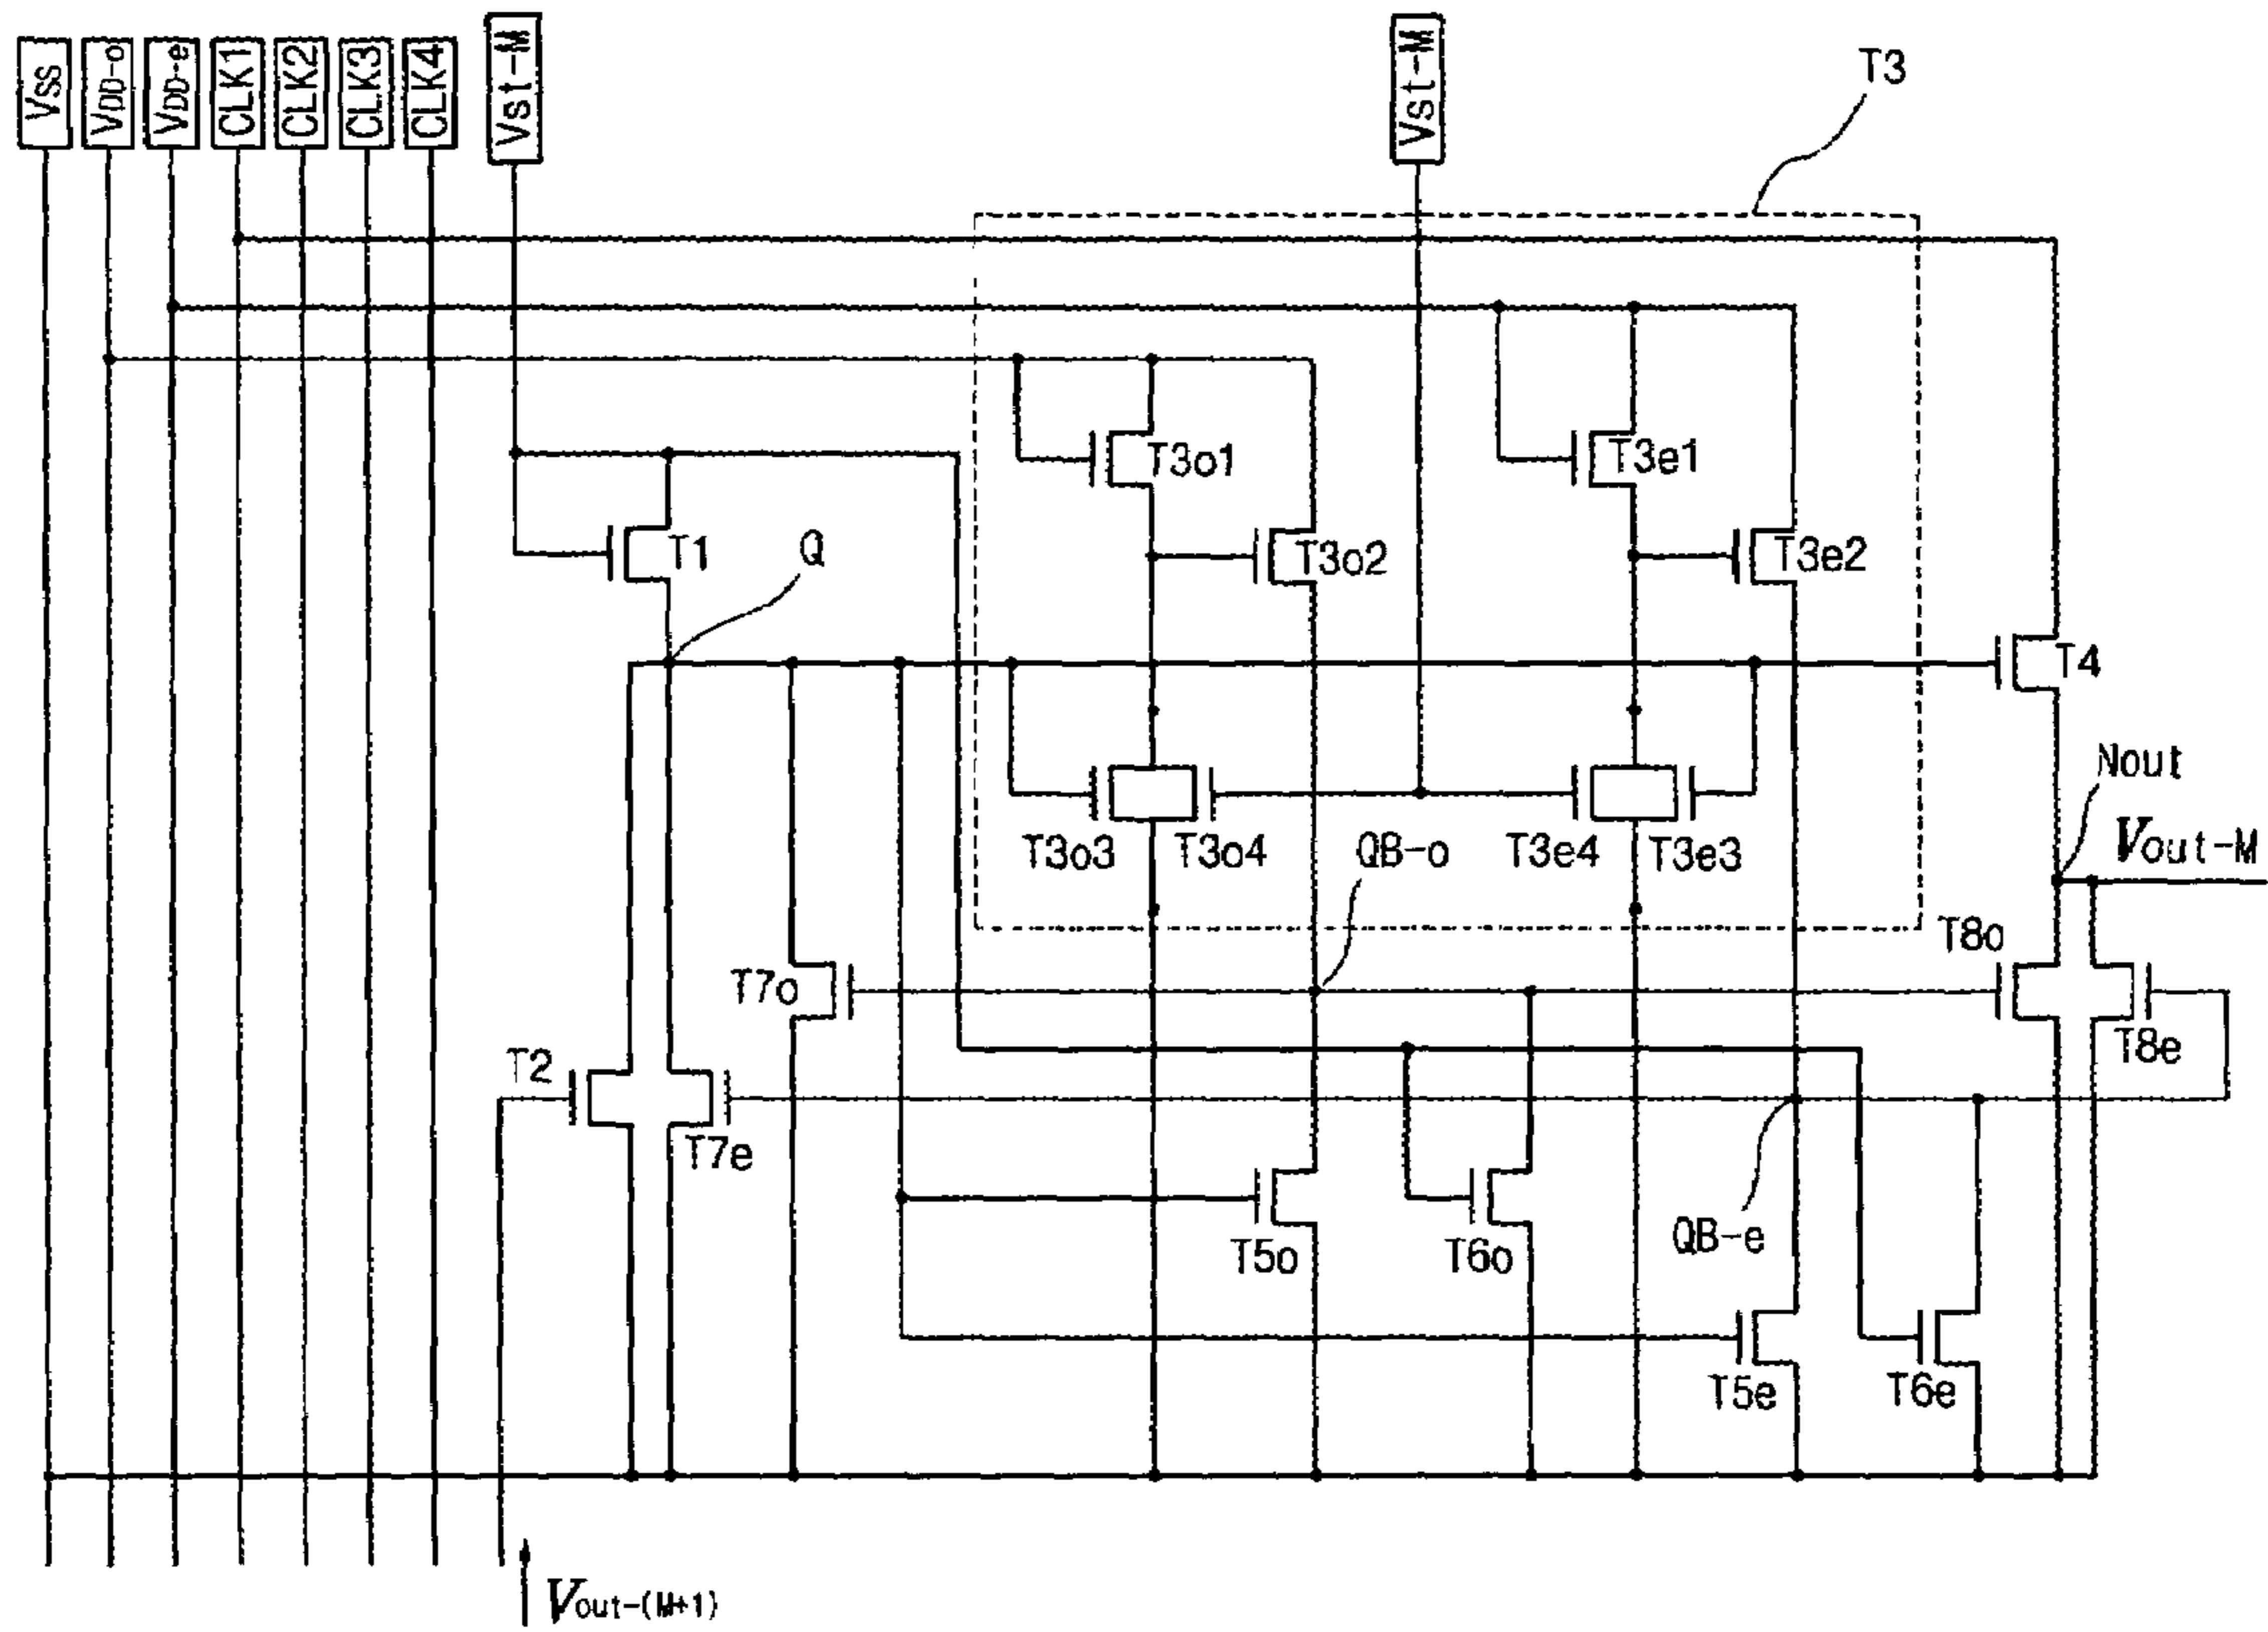 Vss
VDD-o
VDD-e
CLK1
CLK2
CLK3
CLK4
Vst-M
Vst-M
T3
T3o1
T3e1
T1
Q
T3o2
T3e2
T4
Nout
T3o3
T3o4
QB-o
T3e4
T3e3
Vout-M
T8o
T7o
T8e
T2
T7e
T5o
T6o
QB-e
T5e
T6e
Vout-(M+1)